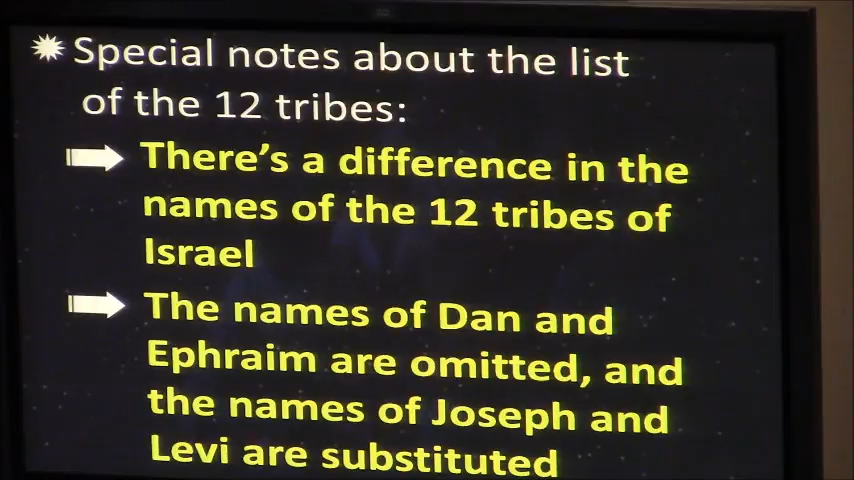 Special notes about the list
of the 12 tribes:
There's a difference in the
names of the 12 tribes of
Israel
The names of Dan and
Ephraim are omitted, and
the names of Joseph and
Levi are substituted